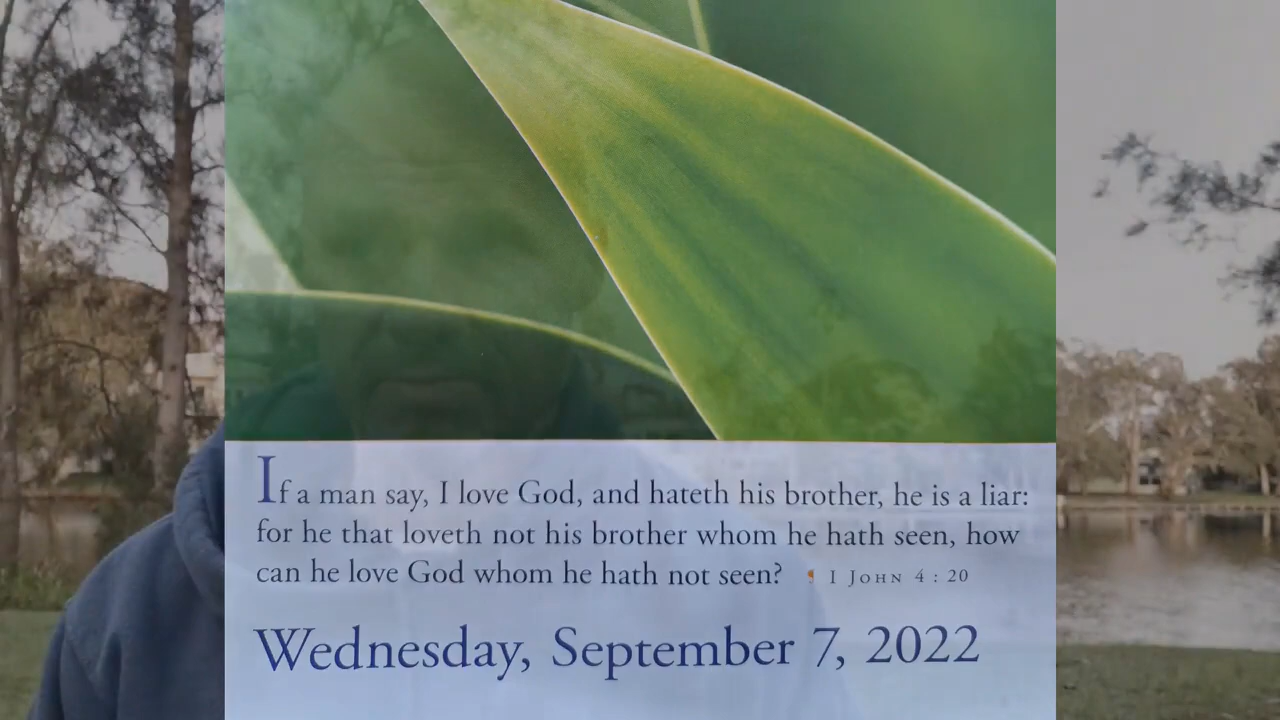 If a man say, I love God, and hateth his brother, he is a liar:
for he that loveth not his brother whom he hath seen, how
can he love God whom he hath not seen? I JOHN 4 : 20
Wednesday, September 7, 2022